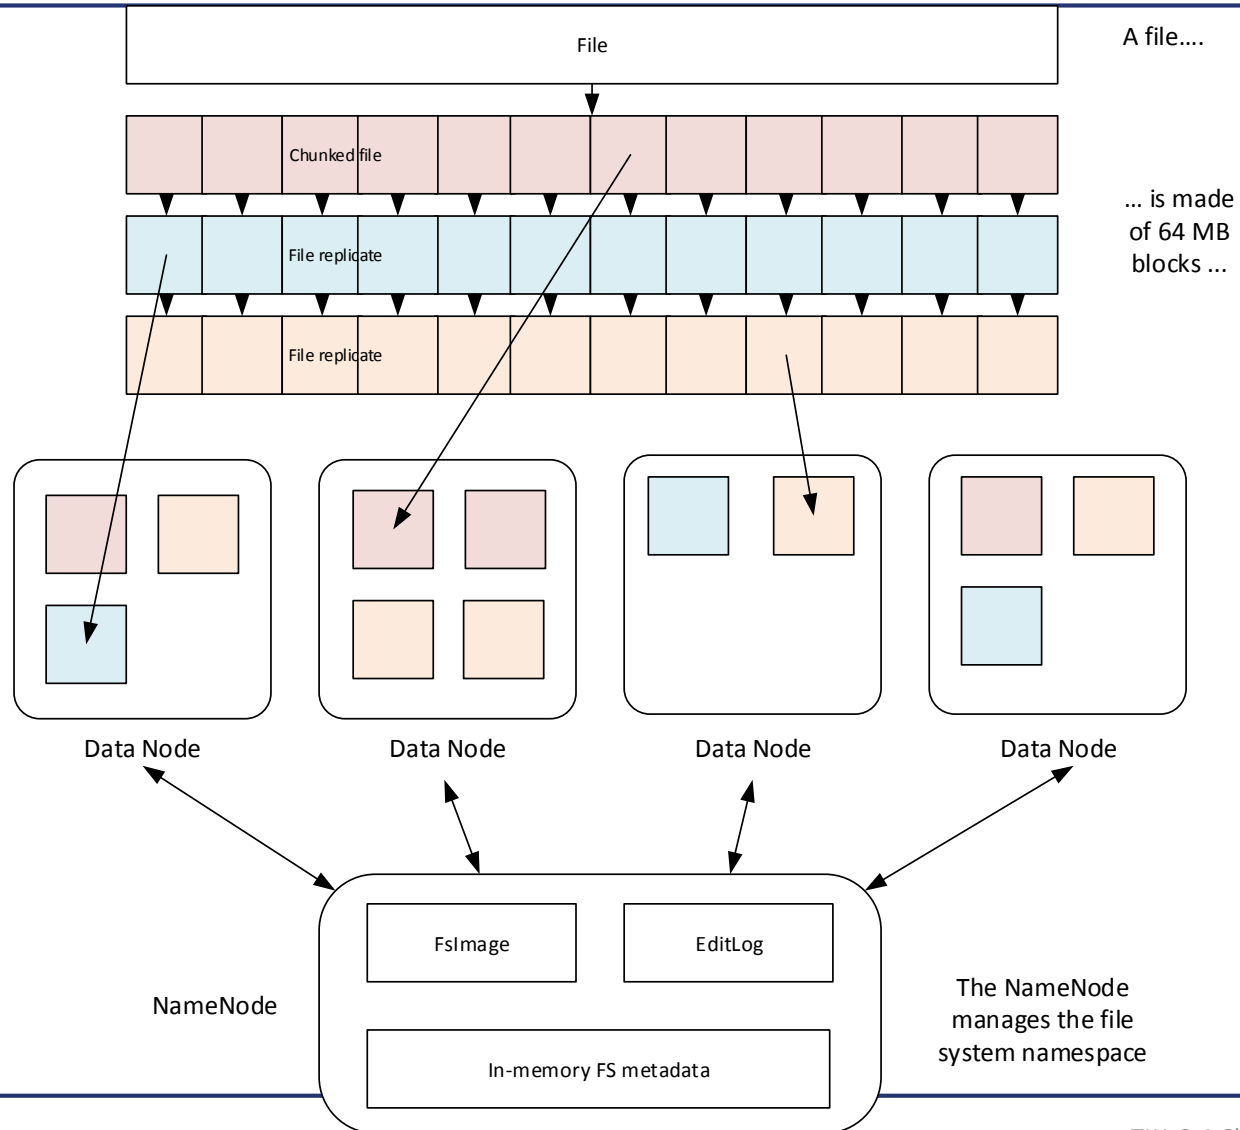 File
A file....
Chunked file
... is made
of 64 MB
blocks ...
File replicate
File replicate
Data Node
Data Node
Data Node
Data Node
FsImage
EditLog
NameNode
The NameNode
manages the file
system namespace
In-memory FS metadata